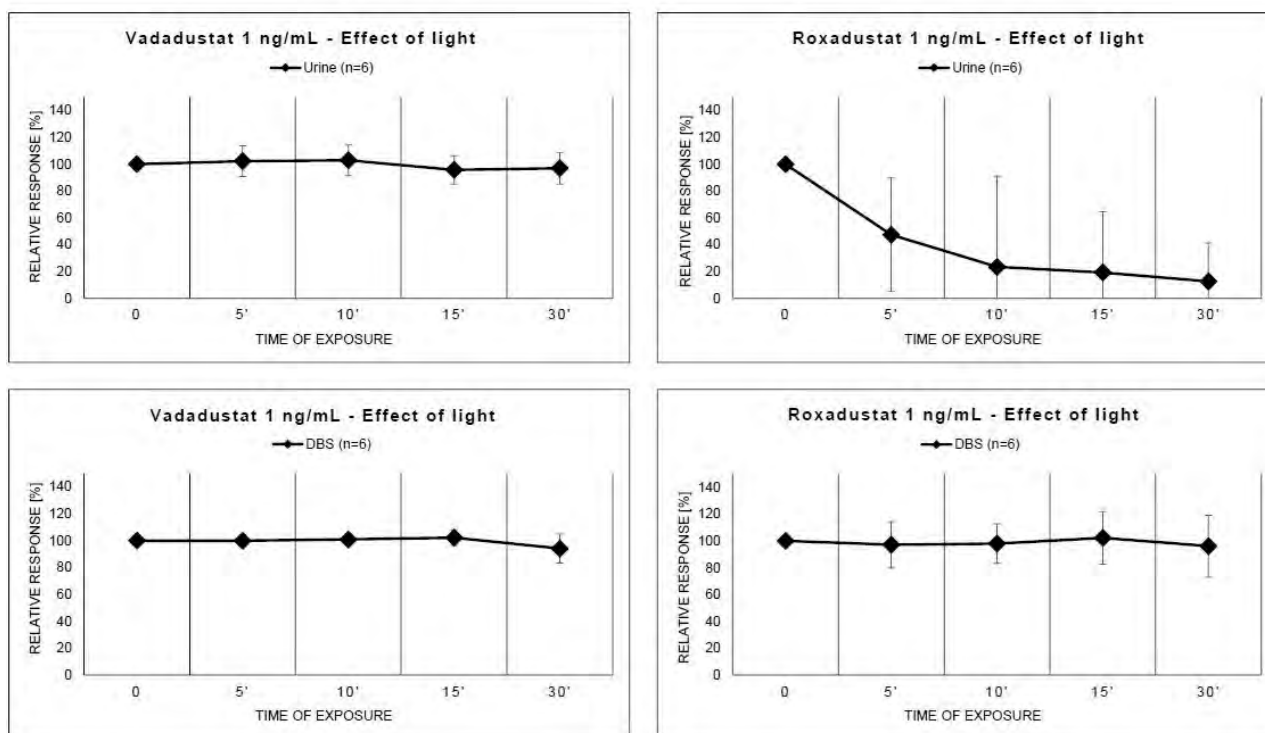 Vadadustat 1 ng/mL - Effect of light
Urine (n=6)
RELATIVE RESPONSE [%]
140
120
100
80
60
40
20
0
0 5' 10' 15' 30'
TIME OF EXPOSURE
Roxadustat 1 ng/mL - Effect of light
Urine (n=6)
RELATIVE RESPONSE [%]
140
120
100
80
60
40
20
0
0 5' 10' 15' 30'
TIME OF EXPOSURE
Vadadustat 1 ng/mL - Effect of light
DBS (n=6)
RELATIVE RESPONSE [%]
140
120
100
80
60
40
20
0
0 5' 10' 15' 30'
TIME OF EXPOSURE
Roxadustat 1 ng/mL - Effect of light
DBS (n=6)
RELATIVE RESPONSE [%]
140
120
100
80
60
40
20
0
0 5' 10' 15' 30'
TIME OF EXPOSURE